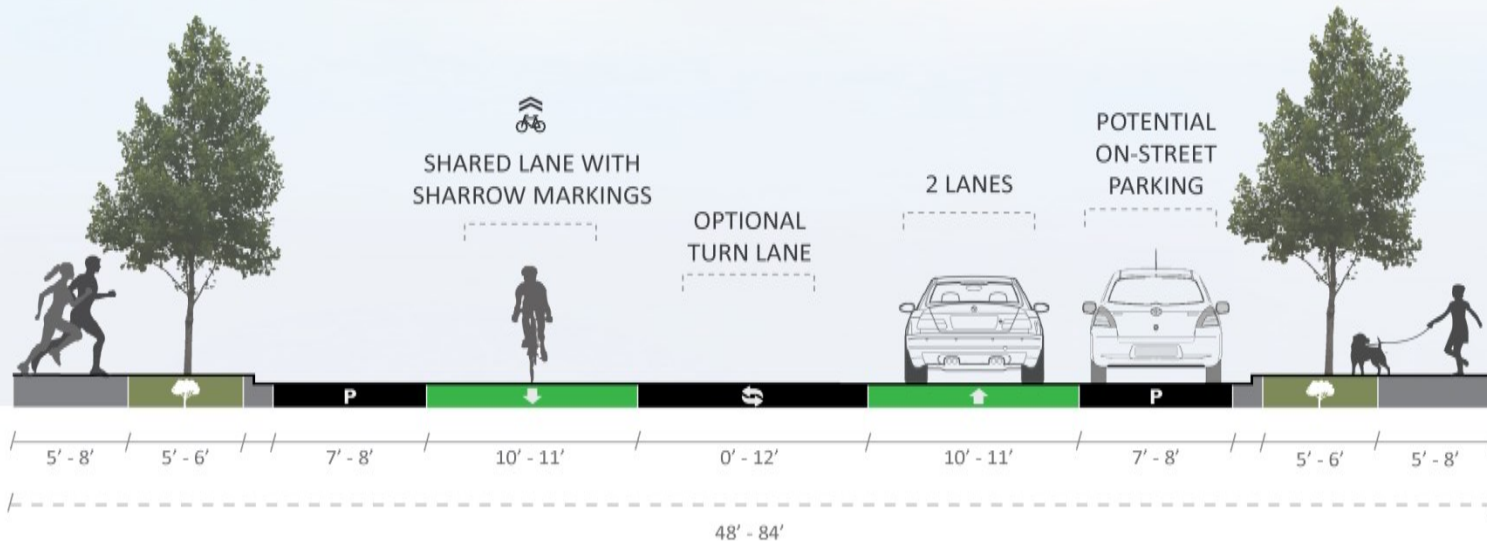 SHARED LANE WITH
SHARROW MARKINGS
OPTIONAL
TURN LANE
2 LANES
POTENTIAL
ON-STREET
PARKING
P
P
5’ - 8’
5’ - 6’
7’ - 8’
10’ - 11’
0’ - 12’
10’ - 11’
7’ - 8’
5’ - 6’
5’ - 8’
48’ - 84’